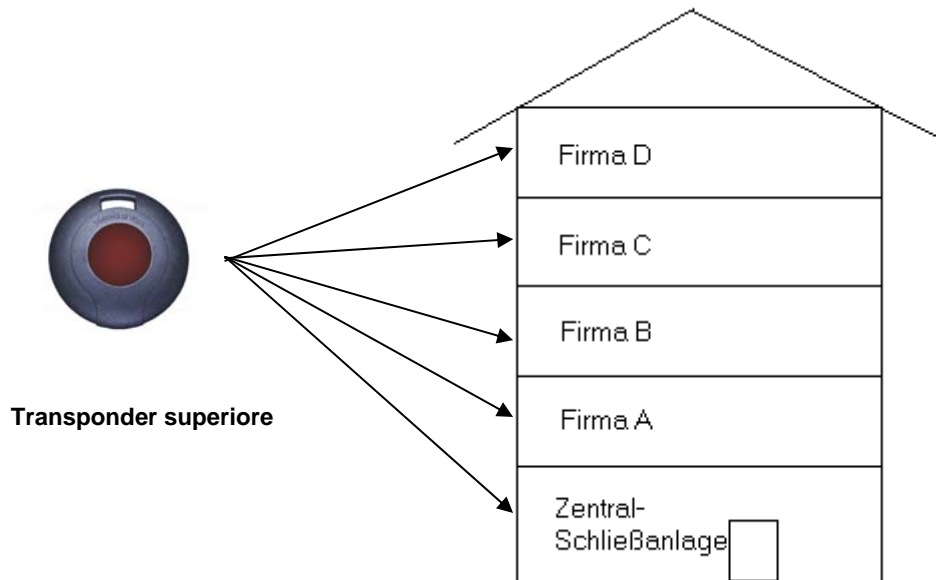 Firma D
Firma C
Firma B
Transponder superiore
Firma A
Zentral-
Schließanlage